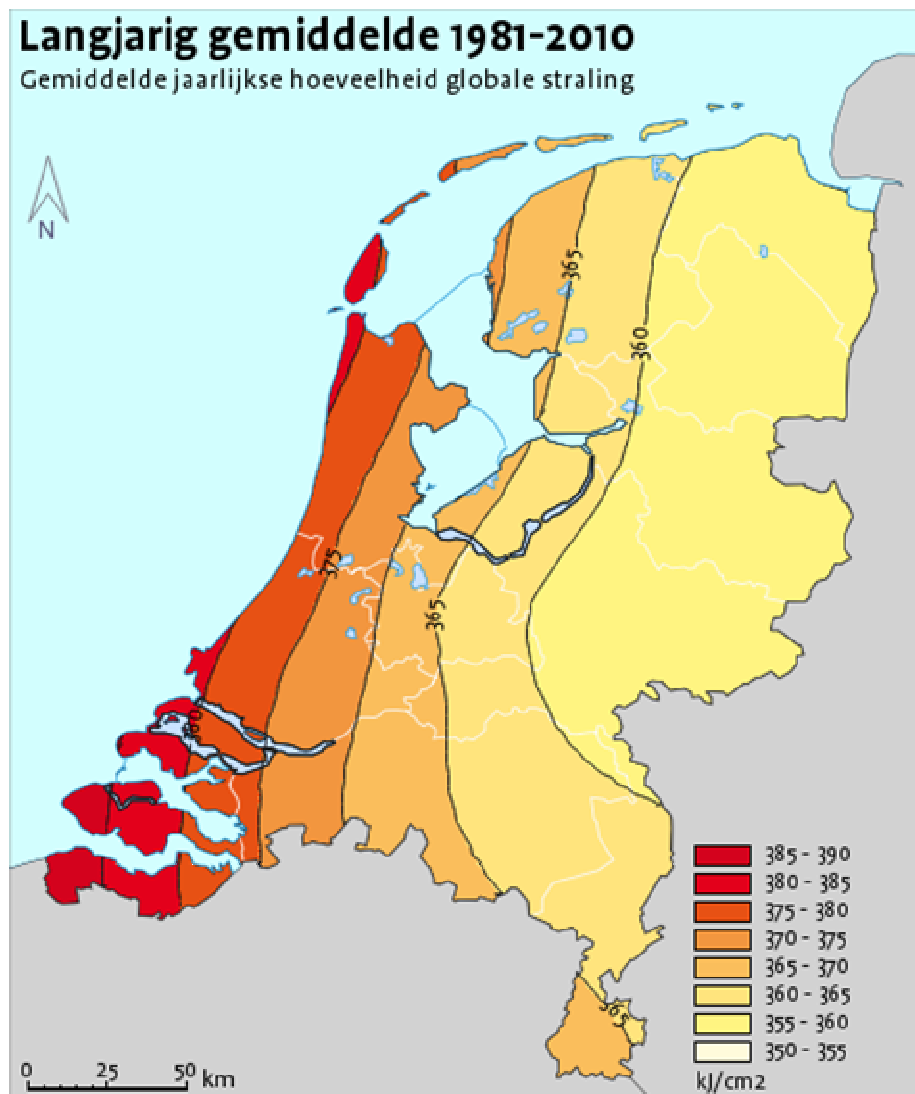 Langjarig gemiddelde 1981-2010
Gemiddelde jaarlijkse hoeveelheid globale straling
N
365
360
375
365
380
365
385 - 390
380 - 385
375 - 380
370 - 375
365 - 370
360 - 365
355 - 360
350 - 355
kJ/cm2
0 25 50 km